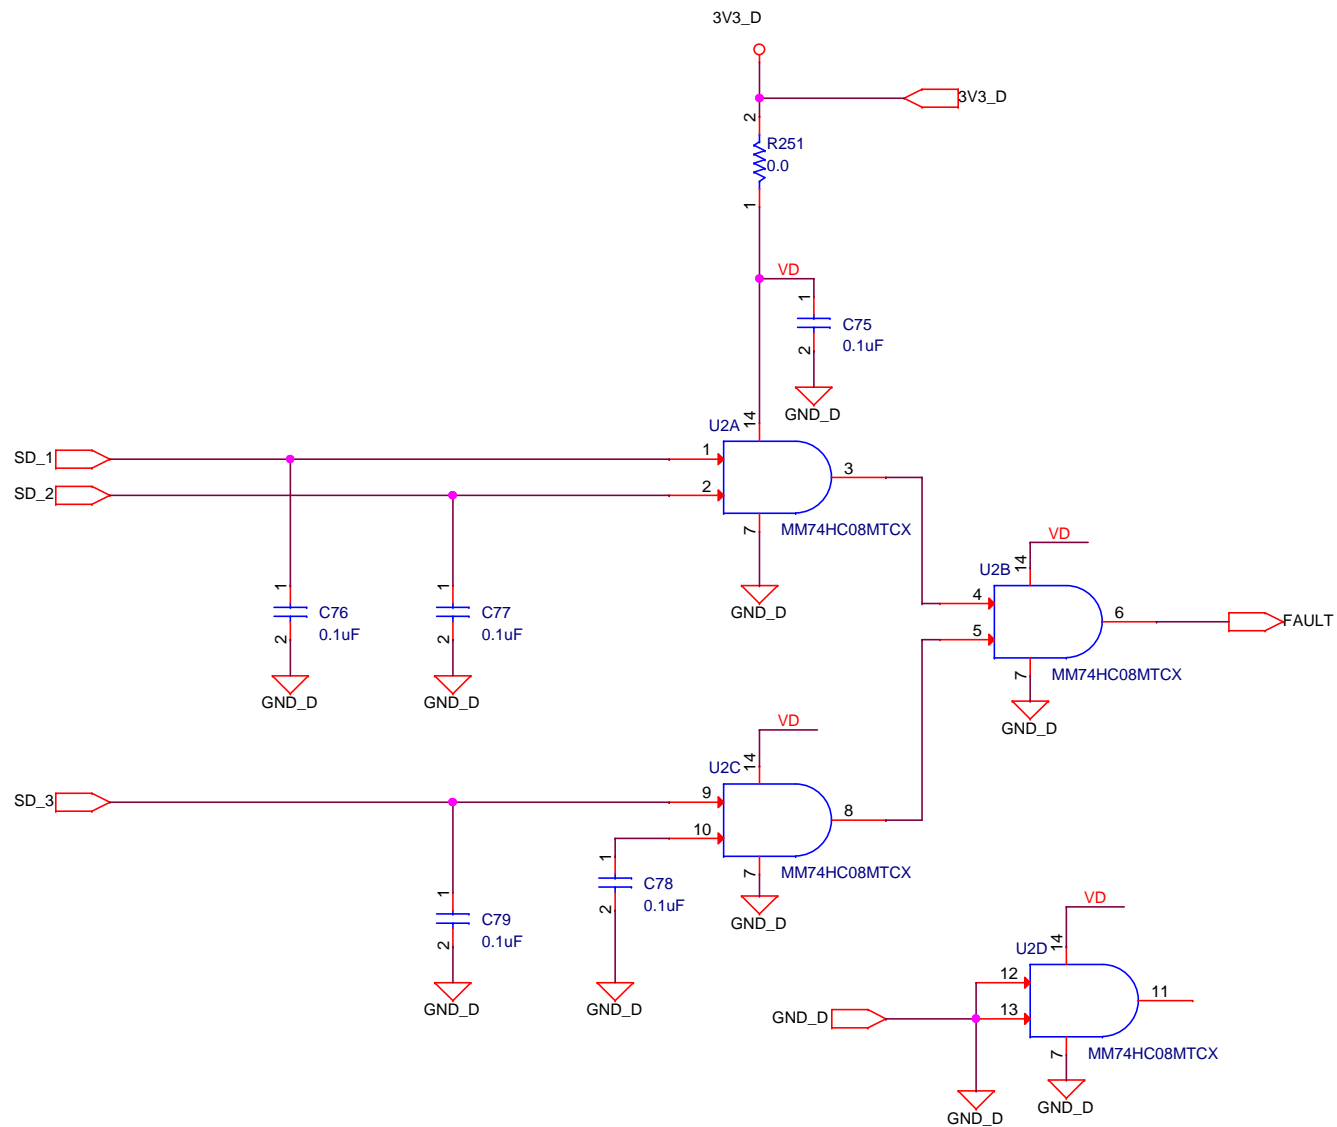 3V3_D
3V3_D
2
R251
0.0
1
VD
1
C75
0.1uF
2
GND_D
U2A
14
SD_1
1
3
SD_2
2
7
MM74HC08MTCX
GND_D
1
C76
0.1uF
2
GND_D
1
C77
0.1uF
2
GND_D
VD
U2B
14
4
5
6
FAULT
7
MM74HC08MTCX
GND_D
VD
U2C
14
SD_3
9
10
8
7
MM74HC08MTCX
GND_D
1
C78
0.1uF
2
GND_D
1
C79
0.1uF
2
GND_D
VD
U2D
14
12
11
GND_D
13
7
MM74HC08MTCX
GND_D
GND_D